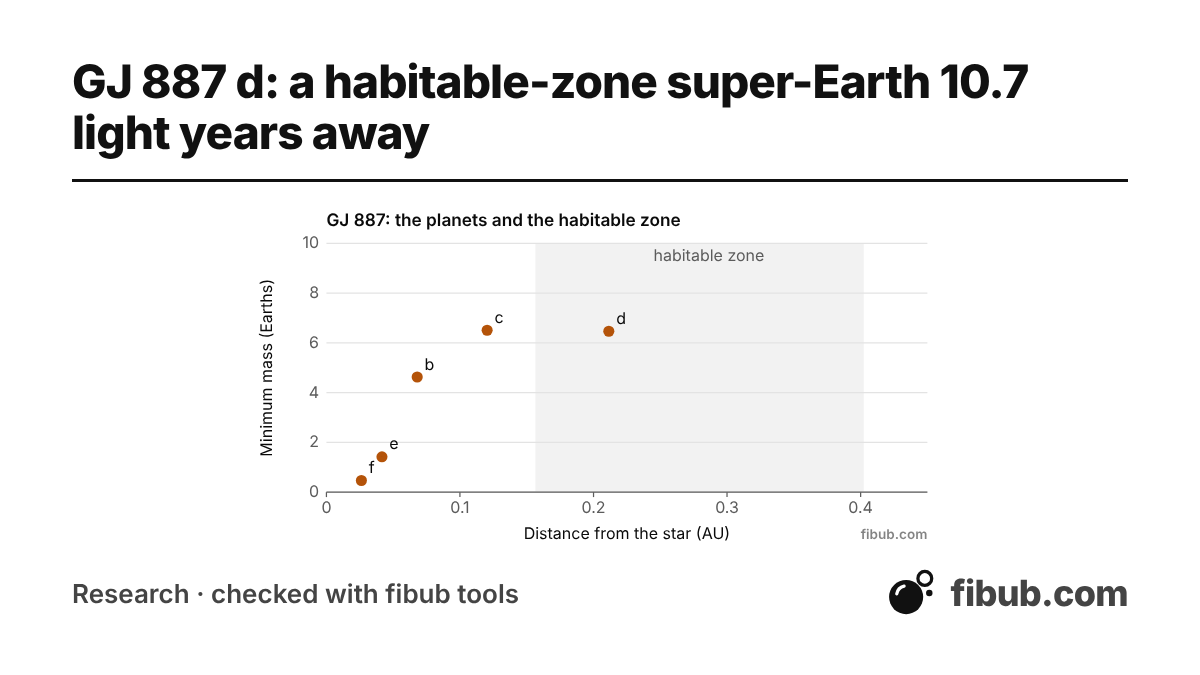 GJ 887 d: a habitable-zone super-Earth 10.7
light years away
GJ 887: the planets and the habitable zone
10
8
6
4
2
0
Minimum mass (Earths)
habitable zone
c
d
b
e
f
0
0.1
0.2
0.3
0.4
Distance from the star (AU)
fibub.com
Research · checked with fibub tools
fibub.com